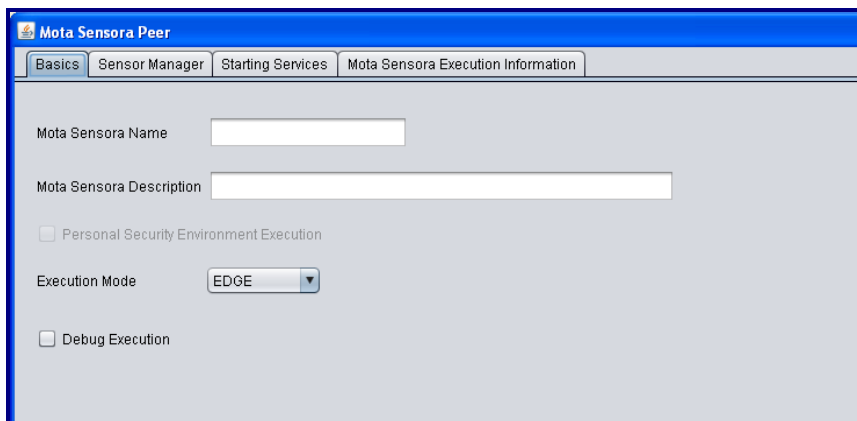 Mota Sensora Peer
Basics Sensor Manager Starting Services Mota Sensora Execution Information
Mota Sensora Name
Mota Sensora Description
Personal Security Environment Execution
Execution Mode EDGE
Debug Execution